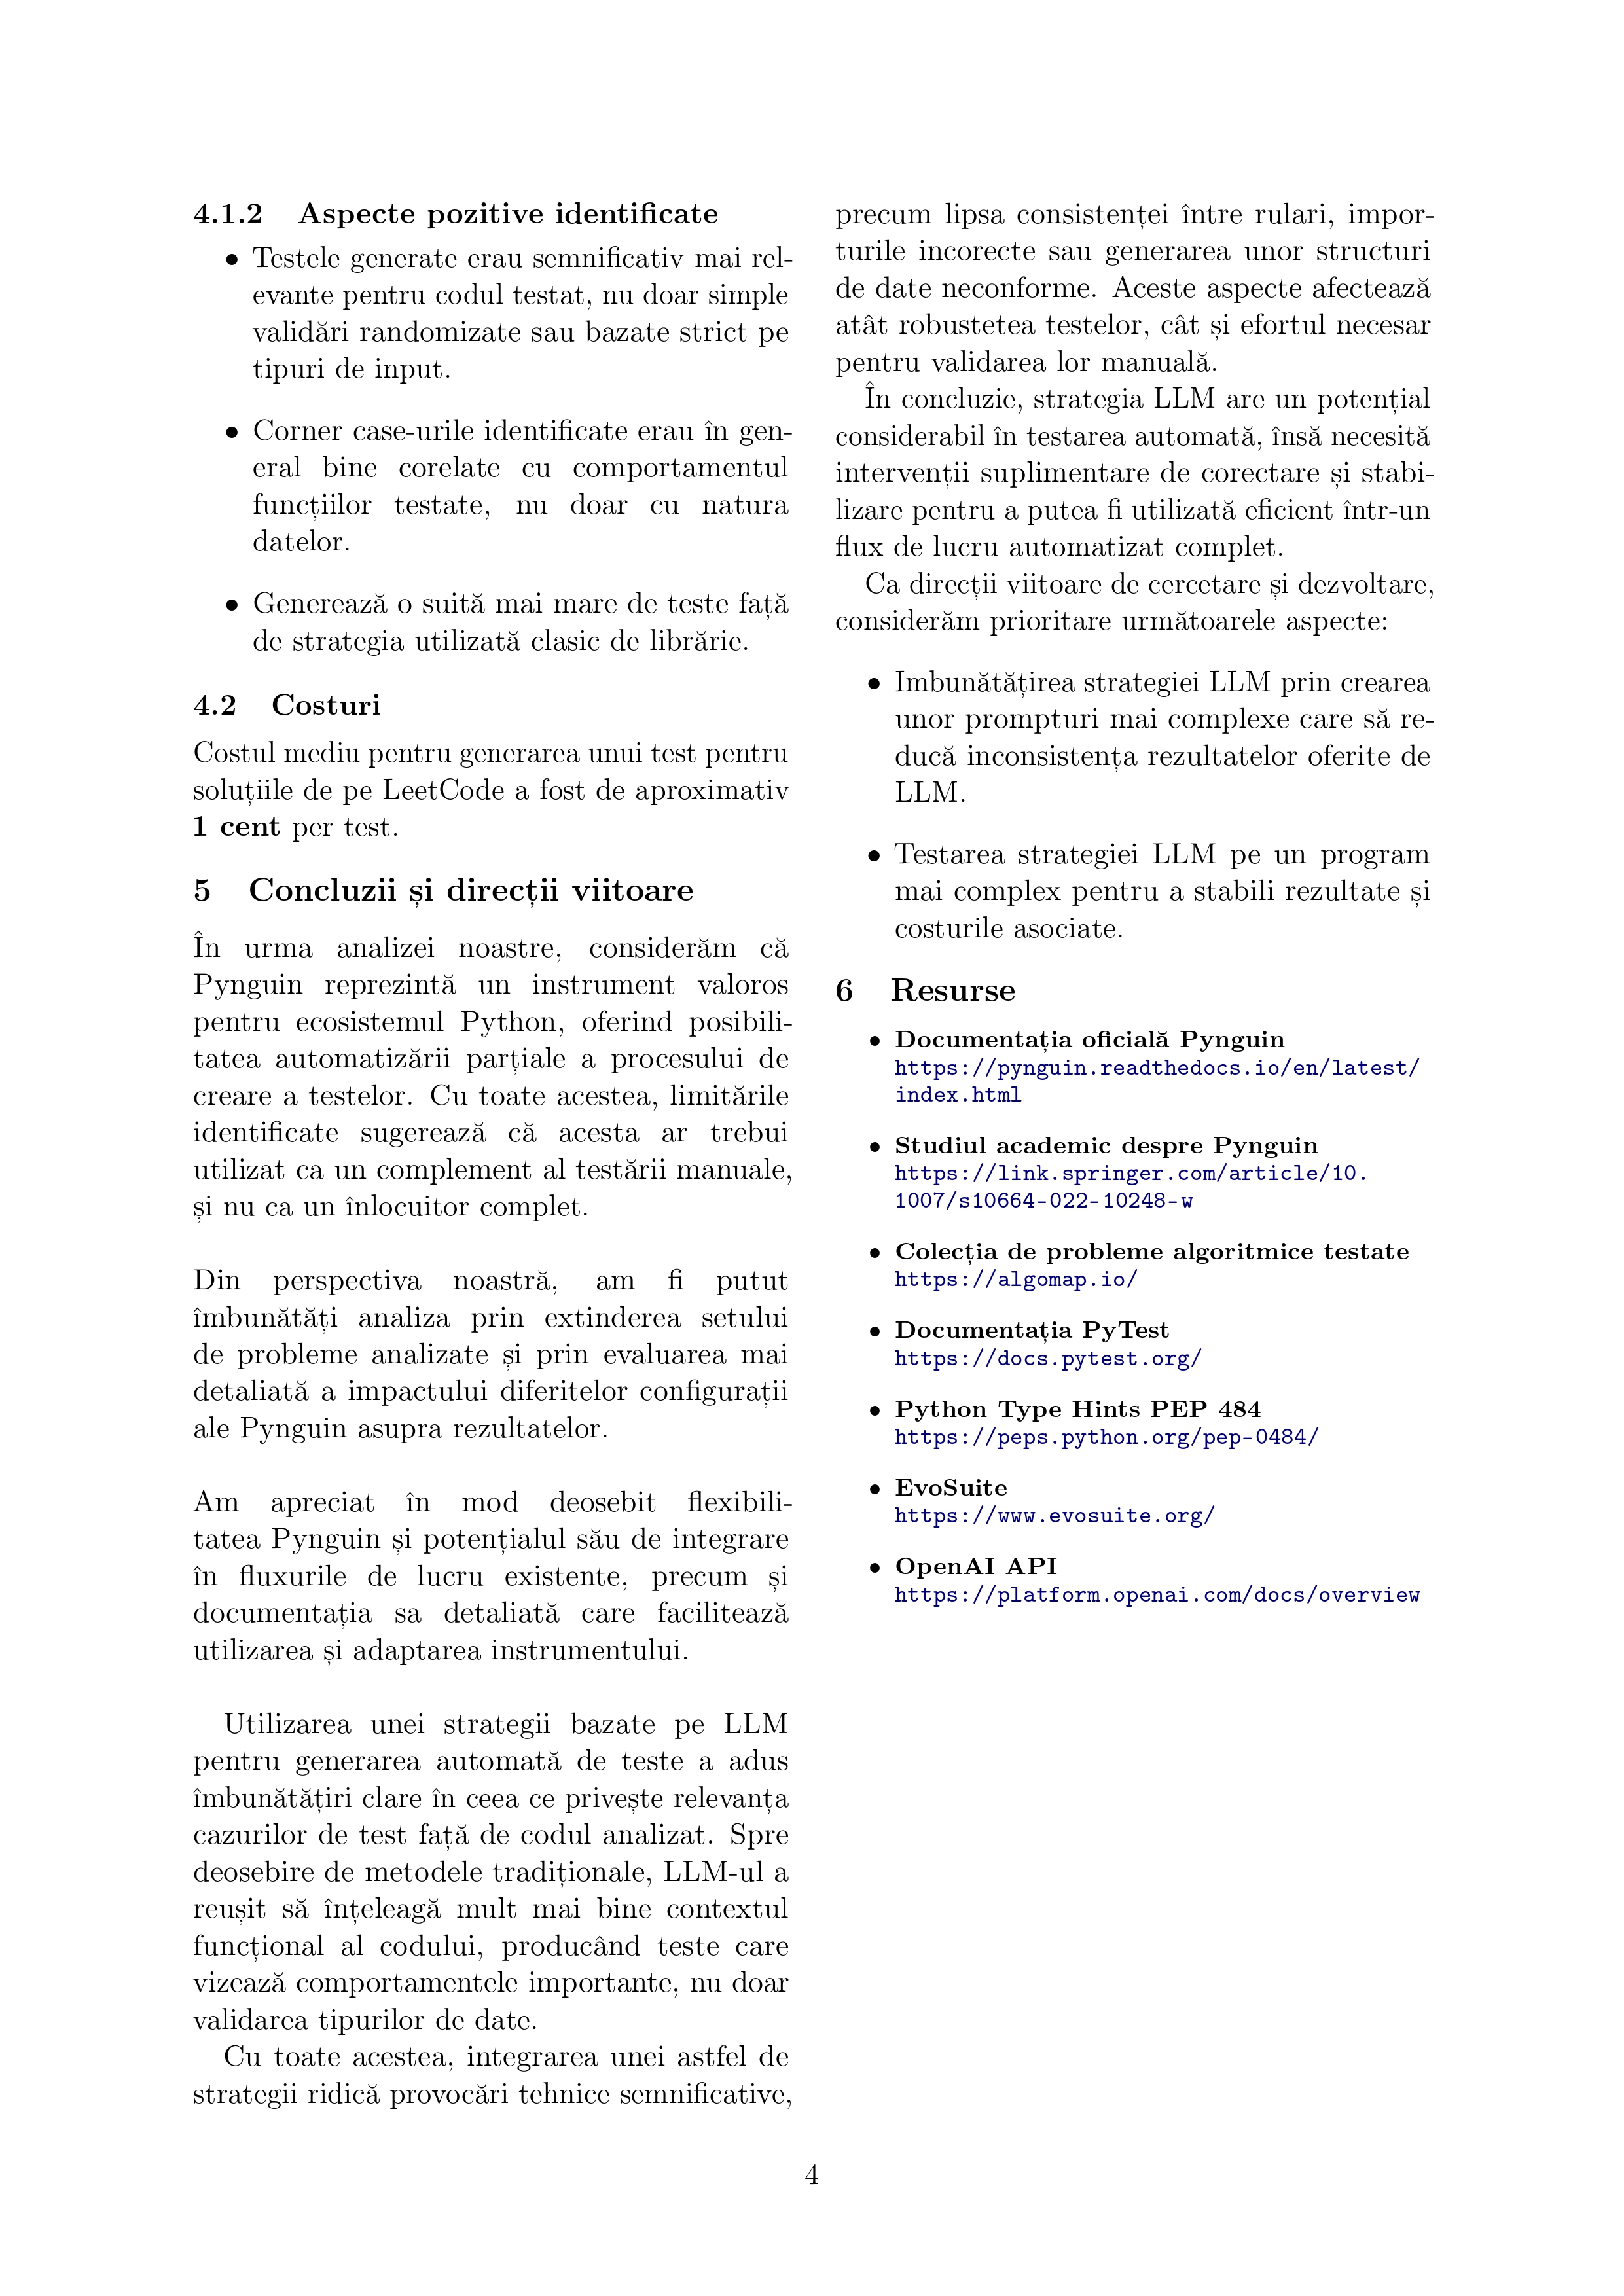 4.1.2 Aspecte pozitive identificate
• Testele generate erau semnificativ mai rel-
evante pentru codul testat, nu doar simple
validări randomizate sau bazate strict pe
tipuri de input.
• Corner case-urile identificate erau în gen-
eral bine corelate cu comportamentul
funcțiilor testate, nu doar cu natura
datelor.
• Generează o suită mai mare de teste față
de strategia utilizată clasic de librărie.
4.2 Costuri
Costul mediu pentru generarea unui test pentru
soluțiile de pe LeetCode a fost de aproximativ
1 cent per test.
5 Concluzii și direcții viitoare
În urma analizei noastre, considerăm că
Pynguin reprezintă un instrument valoros
pentru ecosistemul Python, oferind posibili-
tatea automatizării parțiale a procesului de
creare a testelor. Cu toate acestea, limitările
identificate sugerează că acesta ar trebui
utilizat ca un complement al testării manuale,
și nu ca un înlocuitor complet.
Din perspectiva noastră, am fi putut
îmbunătăți analiza prin extinderea setului
de probleme analizate și prin evaluarea mai
detaliată a impactului diferitelor configurații
ale Pynguin asupra rezultatelor.
Am apreciat în mod deosebit flexibili-
tatea Pynguin și potențialul său de integrare
în fluxurile de lucru existente, precum și
documentația sa detaliată care facilitează
utilizarea și adaptarea instrumentului.
Utilizarea unei strategii bazate pe LLM
pentru generarea automată de teste a adus
îmbunătățiri clare în ceea ce privește relevanța
cazurilor de test față de codul analizat. Spre
deosebire de metodele tradiționale, LLM-ul a
reușit să înțeleagă mult mai bine contextul
funcțional al codului, producând teste care
vizează comportamentele importante, nu doar
validarea tipurilor de date.
Cu toate acestea, integrarea unei astfel de
strategii ridică provocări tehnice semnificative,
precum lipsa consistenței între rulari, impor-
turile incorecte sau generarea unor structuri
de date neconforme. Aceste aspecte afectează
atât robustetea testelor, cât și efortul necesar
pentru validarea lor manuală.
În concluzie, strategia LLM are un potențial
considerabil în testarea automată, însă necesită
intervenții suplimentare de corectare și stabi-
lizare pentru a putea fi utilizată eficient într-un
flux de lucru automatizat complet.
Ca direcții viitoare de cercetare și dezvoltare,
considerăm prioritare următoarele aspecte:
• Imbunătățirea strategiei LLM prin crearea
unor prompturi mai complexe care să re-
ducă inconsistența rezultatelor oferite de
LLM.
• Testarea strategiei LLM pe un program
mai complex pentru a stabili rezultate și
costurile asociate.
6 Resurse
• Documentația oficială Pynguin
https://pynguin.readthedocs.io/en/latest/
index.html
• Studiul academic despre Pynguin
https://link.springer.com/article/10.
1007/s10664-022-10248-w
• Colecția de probleme algoritmice testate
https://algomap.io/
• Documentația PyTest
https://docs.pytest.org/
• Python Type Hints PEP 484
https://peps.python.org/pep-0484/
• EvoSuite
https://www.evosuite.org/
• OpenAI API
https://platform.openai.com/docs/overview
4